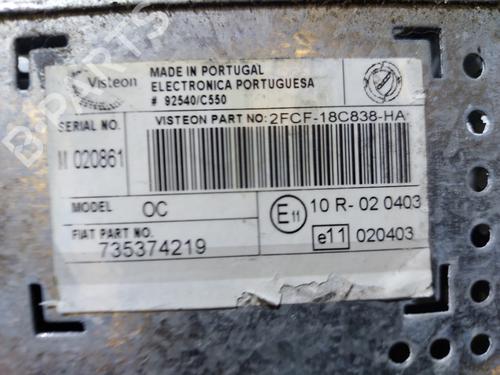 Visteon
MADE IN PORTUGAL
ELECTRONICA PORTUGUESA
# 92540/C550
SERIAL NO.
VISTEON PART NO: 2FCF-18C838-HA
M 020861
MODEL OC
E11 10 R- 02 0403
FIAT PART NO.
735374219
e11 020403
B-PARTS